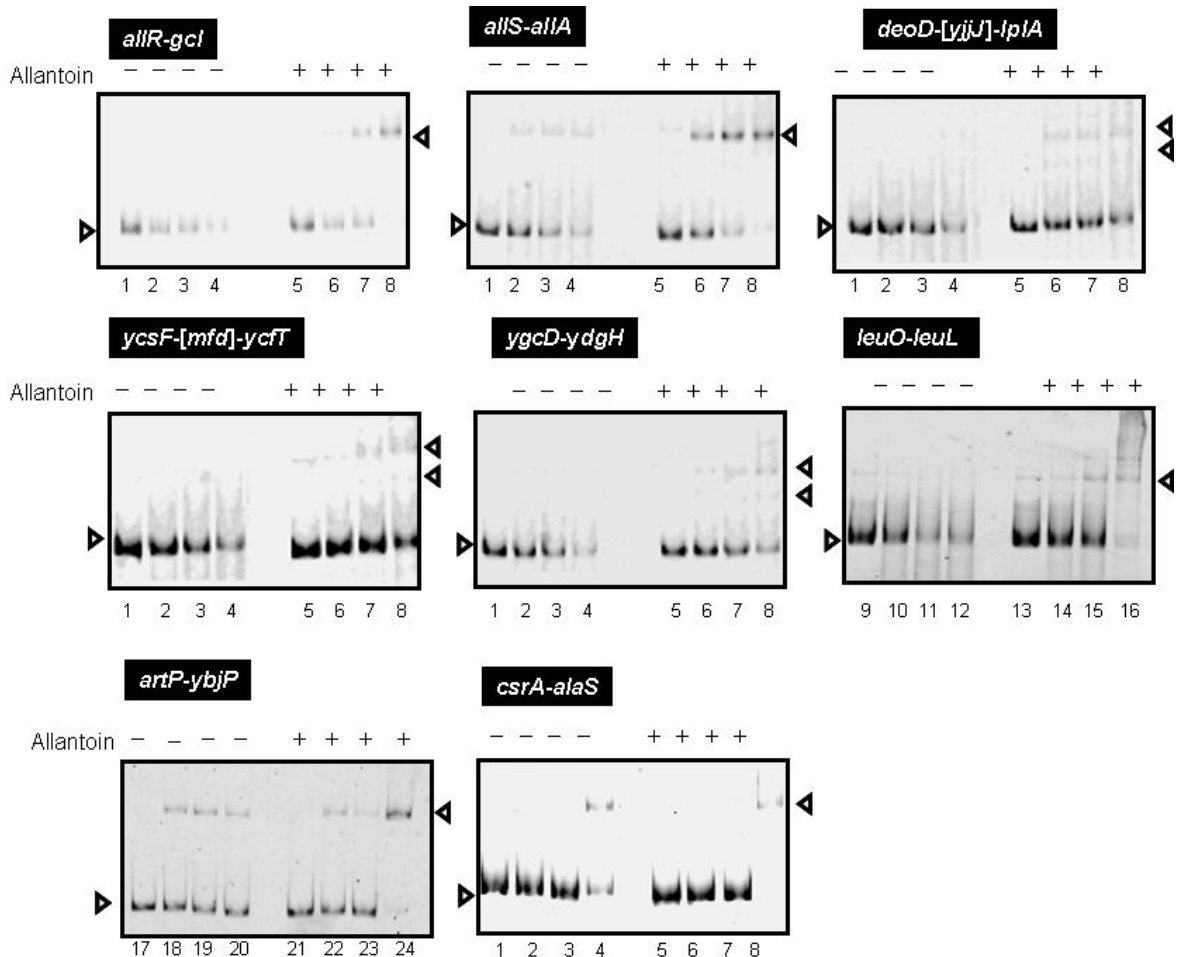 allR-gcl
allS-allA
deoD-[yjjJ]-lplA
Allantoin − − − − + + + +
− − − − + + + +
− − − − + + + +
1 2 3 4 5 6 7 8
1 2 3 4 5 6 7 8
1 2 3 4 5 6 7 8
ycsF-[mfd]-ycfT
ygcD-ydgH
leuO-leuL
Allantoin − − − − + + + +
− − − − + + + +
− − − − + + + +
1 2 3 4 5 6 7 8
1 2 3 4 5 6 7 8
9 10 11 12 13 14 15 16
artP-ybjP
csrA-alaS
Allantoin − − − − + + + +
− − − − + + + +
17 18 19 20 21 22 23 24
1 2 3 4 5 6 7 8